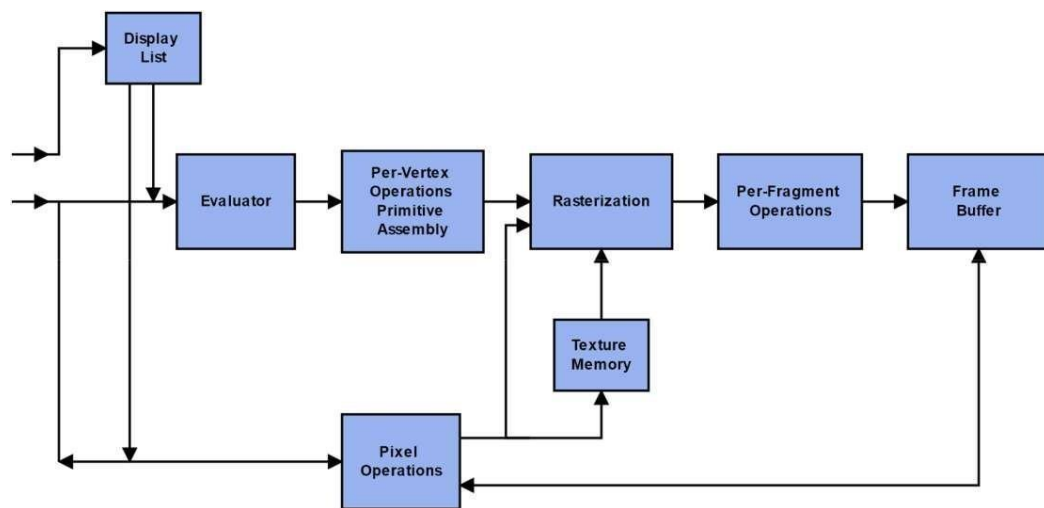 Display
List
Evaluator
Per-Vertex
Operations
Primitive
Assembly
Rasterization
Per-Fragment
Operations
Frame
Buffer
Texture
Memory
Pixel
Operations